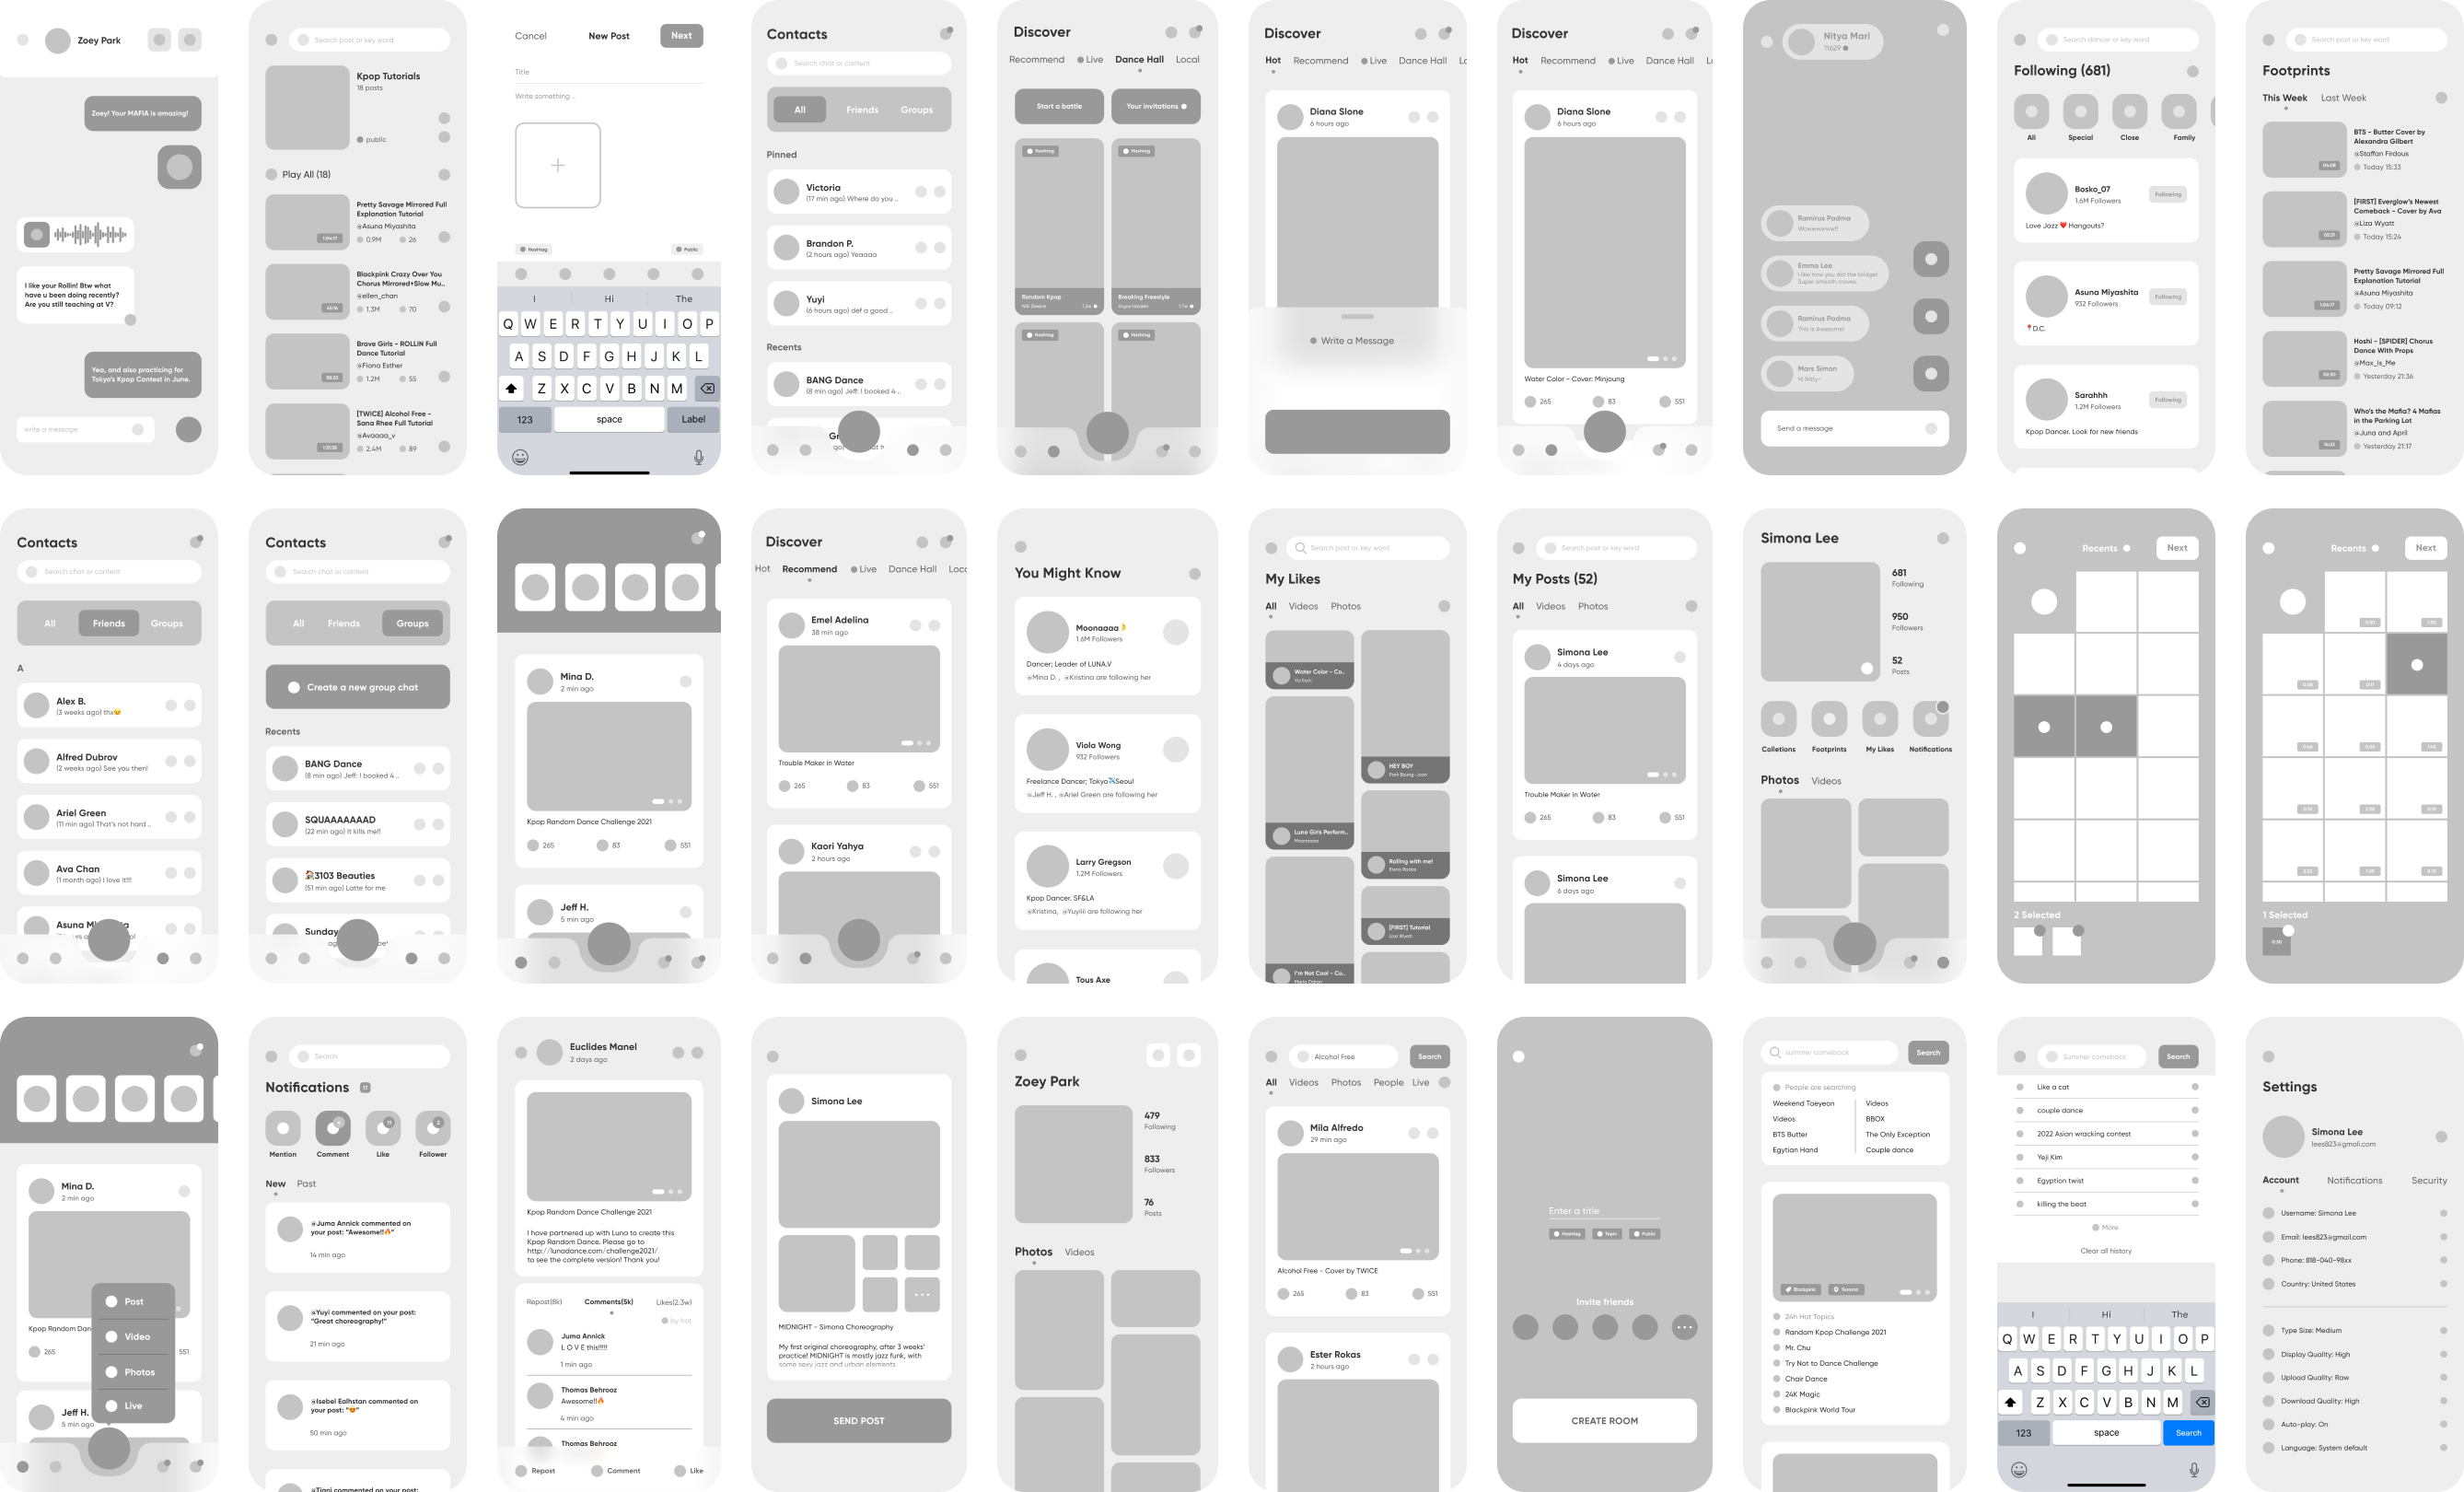 Zoey Park
Zoey! Your MAFIA is amazing!
I like your Rollin! Btw what
have u been doing recently?
Are you still teaching at V?
Yea, and also practicing for
Tokyo's Kpop Contest in June.
write a message
Search post or key word
Kpop Tutorials
18 posts
public
Play All (18)
Pretty Savage Mirrored Full
Explanation Tutorial
@Asuna Miyashita
1:04:17
0.9M
26
Blackpink Crazy Over You
Chorus Mirrored+Slow Mu..
@ellen_chan
1.3M
70
Brave Girls - ROLLIN Full
Dance Tutorial
@Fiona Esther
1.2M
55
[TWICE] Alcohol Free -
Sana Rhee Full Tutorial
@Avaaaa_v
2.4M
89
Cancel
New Post
Next
Title
Write something...
Hashtag
Public
I
Hi
The
Q W E R T Y U I O P
A S D F G H J K L
Z X C V B N M
123
space
Label
Contacts
Search chat or content
All
Friends
Groups
Pinned
Victoria
(17 min ago) Where do you ..
Brandon P.
(2 hours ago) Yeaaaa
Yuyi
(6 hours ago) def a good ..
Recents
BANG Dance
(8 min ago) Jeff: I booked 4 ..
Discover
Recommend
Live
Dance Hall
Local
Start a battle
Your invitations
Hashtag
Hashtag
Random Kpop
Breaking Freestyle
Hashtag
Hashtag
Discover
Hot
Recommend
Live
Dance Hall
Lo
Diana Slone
6 hours ago
Write a Message
Discover
Hot
Recommend
Live
Dance Hall
Diana Slone
6 hours ago
Water Color - Cover: Minjoung
265
83
551
Nitya Mari
11629
Ramirus Padma
Wowwwwww!!
Emma Lee
I like how you did the bridge!
Super smooth moves.
Ramirus Padma
This is Awesome!
Mars Simon
Hi Nitty~
Send a message
Search dancer or key word
Following (681)
All
Special
Close
Family
Bosko_07
1.6M Followers
Following
Love Jazz ❤️ Hangouts?
Asuna Miyashita
932 Followers
Following
📍D.C.
Sarahhh
1.2M Followers
Following
Kpop Dancer. Look for new friends
Search post or key word
Footprints
This Week
Last Week
BTS - Butter Cover by
Alexandra Gilbert
@Staffan Firdous
Today 15:33
[FIRST] Everglow's Newest
Comeback - Cover by Ava
@Liza Wyatt
Today 15:24
Pretty Savage Mirrored Full
Explanation Tutorial
@Asuna Miyashita
1:04:17
Today 09:12
Hoshi - [SPIDER] Chorus
Dance With Props
@Max_Is_Me
Yesterday 21:36
Who's the Mafia? 4 Mafias
in the Parking Lot
@Juna and April
Yesterday 21:17
Contacts
Search chat or content
All
Friends
Groups
A
Alex B.
(3 weeks ago) thx😉
Alfred Dubrov
(2 weeks ago) See you then!
Ariel Green
(11 min ago) That's not hard ..
Ava Chan
(1 month ago) I love it!!!
Contacts
Search chat or content
All
Friends
Groups
Create a new group chat
Recents
BANG Dance
(8 min ago) Jeff: I booked 4 ..
SQUAAAAAAD
(22 min ago) It kills me!!
🏠3103 Beauties
(51 min ago) Latte for me
Sunday
Mina D.
2 min ago
Kpop Random Dance Challenge 2021
265
83
551
Jeff H.
5 min ago
Discover
Hot
Recommend
Live
Dance Hall
Loca
Emel Adelina
38 min ago
Trouble Maker in Water
265
83
551
Kaori Yahya
2 hours ago
You Might Know
Moonaaaa🌛
1.6M Followers
Dancer; Leader of LUNA.V
@Mina D. , @Kristina are following her
Viola Wong
932 Followers
Freelance Dancer; Tokyo✈️Seoul
@Jeff H. , @Ariel Green are following her
Larry Gregson
1.2M Followers
Kpop Dancer. SF&LA
@Kristina, @Yuyiii are following her
Tous Axe
Search post or key word
My Likes
All
Videos
Photos
Water Color - Co..
HEY BOY
Park Byung-Joon
Luna Girls Perform..
Moonaaaa
Rolling with me!
Elena Rodas
[FIRST] Tutorial
Liza Wyatt
I'm Not Cool - Co..
Search post or key word
My Posts (52)
All
Videos
Photos
Simona Lee
4 days ago
Trouble Maker in Water
265
83
551
Simona Lee
6 days ago
Simona Lee
681
Following
950
Followers
52
Posts
Colletions
Footprints
My Likes
Notifications
Photos
Videos
Recents
Next
2 Selected
Recents
Next
1 Selected
Mina D.
2 min ago
Kpop Random Dan
265
551
Post
Video
Photos
Live
Jeff H.
5 min ago
Search
Notifications
17
Mention
Comment
Like
Follower
New
Past
@Juma Annick commented on
your post: "Awesome!!🔥"
14 min ago
@Yuyi commented on your post:
"Great choreography!"
21 min ago
@Isabel Ealhstan commented on
your post: "😍"
50 min ago
@Tiani commented on your post:
Euclides Manel
2 days ago
Kpop Random Dance Challenge 2021
I have partnered up with Luna to create this
Kpop Random Dance. Please go to
http://lunadance.com/challenge2021/
to see the complete version! Thank you!
Repost(8k)
Comments(5k)
Likes(2.3w)
by hot
Juma Annick
L O V E this!!!!!
1 min ago
Thomas Behrooz
Awesome!!🔥
4 min ago
Thomas Behrooz
Repost
Comment
Like
Simona Lee
MIDNIGHT - Simona Choreography
My first original choreography, after 3 weeks'
practice! MIDNIGHT is mostly jazz funk, with
some sexy jazz and urban elements
SEND POST
Zoey Park
479
Following
833
Followers
76
Posts
Photos
Videos
Alcohol Free
Search
All
Videos
Photos
People
Live
Mila Alfredo
29 min ago
Alcohol Free - Cover by TWICE
265
83
551
Ester Rokas
2 hours ago
Enter a title
Hashtag
Topic
Public
Invite friends
CREATE ROOM
summer comeback
Search
People are searching
Weekend Taeyeon
Videos
Videos
BBOX
BTS Butter
The Only Exception
Egytian Hand
Couple dance
Blackpink
Toronto
24h Hot Topics
Random Kpop Challenge 2021
Mr. Chu
Try Not to Dance Challenge
Chair Dance
24K Magic
Blackpink World Tour
Summer comeback
Search
Like a cat
couple dance
2022 Asian wracking contest
Yeji Kim
Egyption twist
killing the beat
More
Clear all history
I
Hi
The
Q W E R T Y U I O P
A S D F G H J K L
Z X C V B N M
123
space
Search
Settings
Simona Lee
lees823@gmail.com
Account
Notifications
Security
Username: Simona Lee
Email: lees823@gmail.com
Phone: 818-040-98xx
Country: United States
Type Size: Medium
Display Quality: High
Upload Quality: Raw
Download Quality: High
Auto-play: On
Language: System default